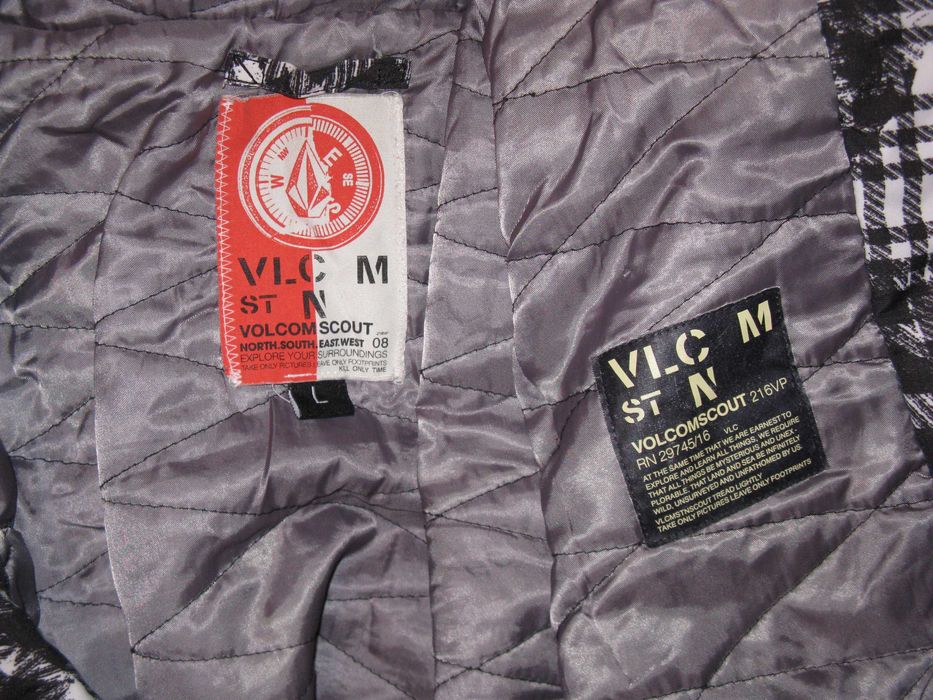 NW
W
E
SE
S
VLC M
ST N
VOLCOMSCOUT
NORTH.SOUTH.EAST.WEST 08
EXPLORE YOUR SURROUNDINGS
TAKE ONLY PICTURES LEAVE ONLY FOOTPRINTS
KILL ONLY TIME
L
VLC M
ST N
VOLCOMSCOUT 216VP
RN 29745/16 VLC
AT THE SAME TIME THAT WE ARE EARNEST TO
EXPLORE AND LEARN ALL THINGS, WE REQUIRE
THAT ALL THINGS BE MYSTERIOUS AND UNEX-
PLORABLE, THAT LAND AND SEA BE INFINITELY
WILD, UNSURVEYED AND UNFATHOMED BY US.
VLCMSTNSCOUT TREAD LIGHTLY
TAKE ONLY PICTURES LEAVE ONLY FOOTPRINTS